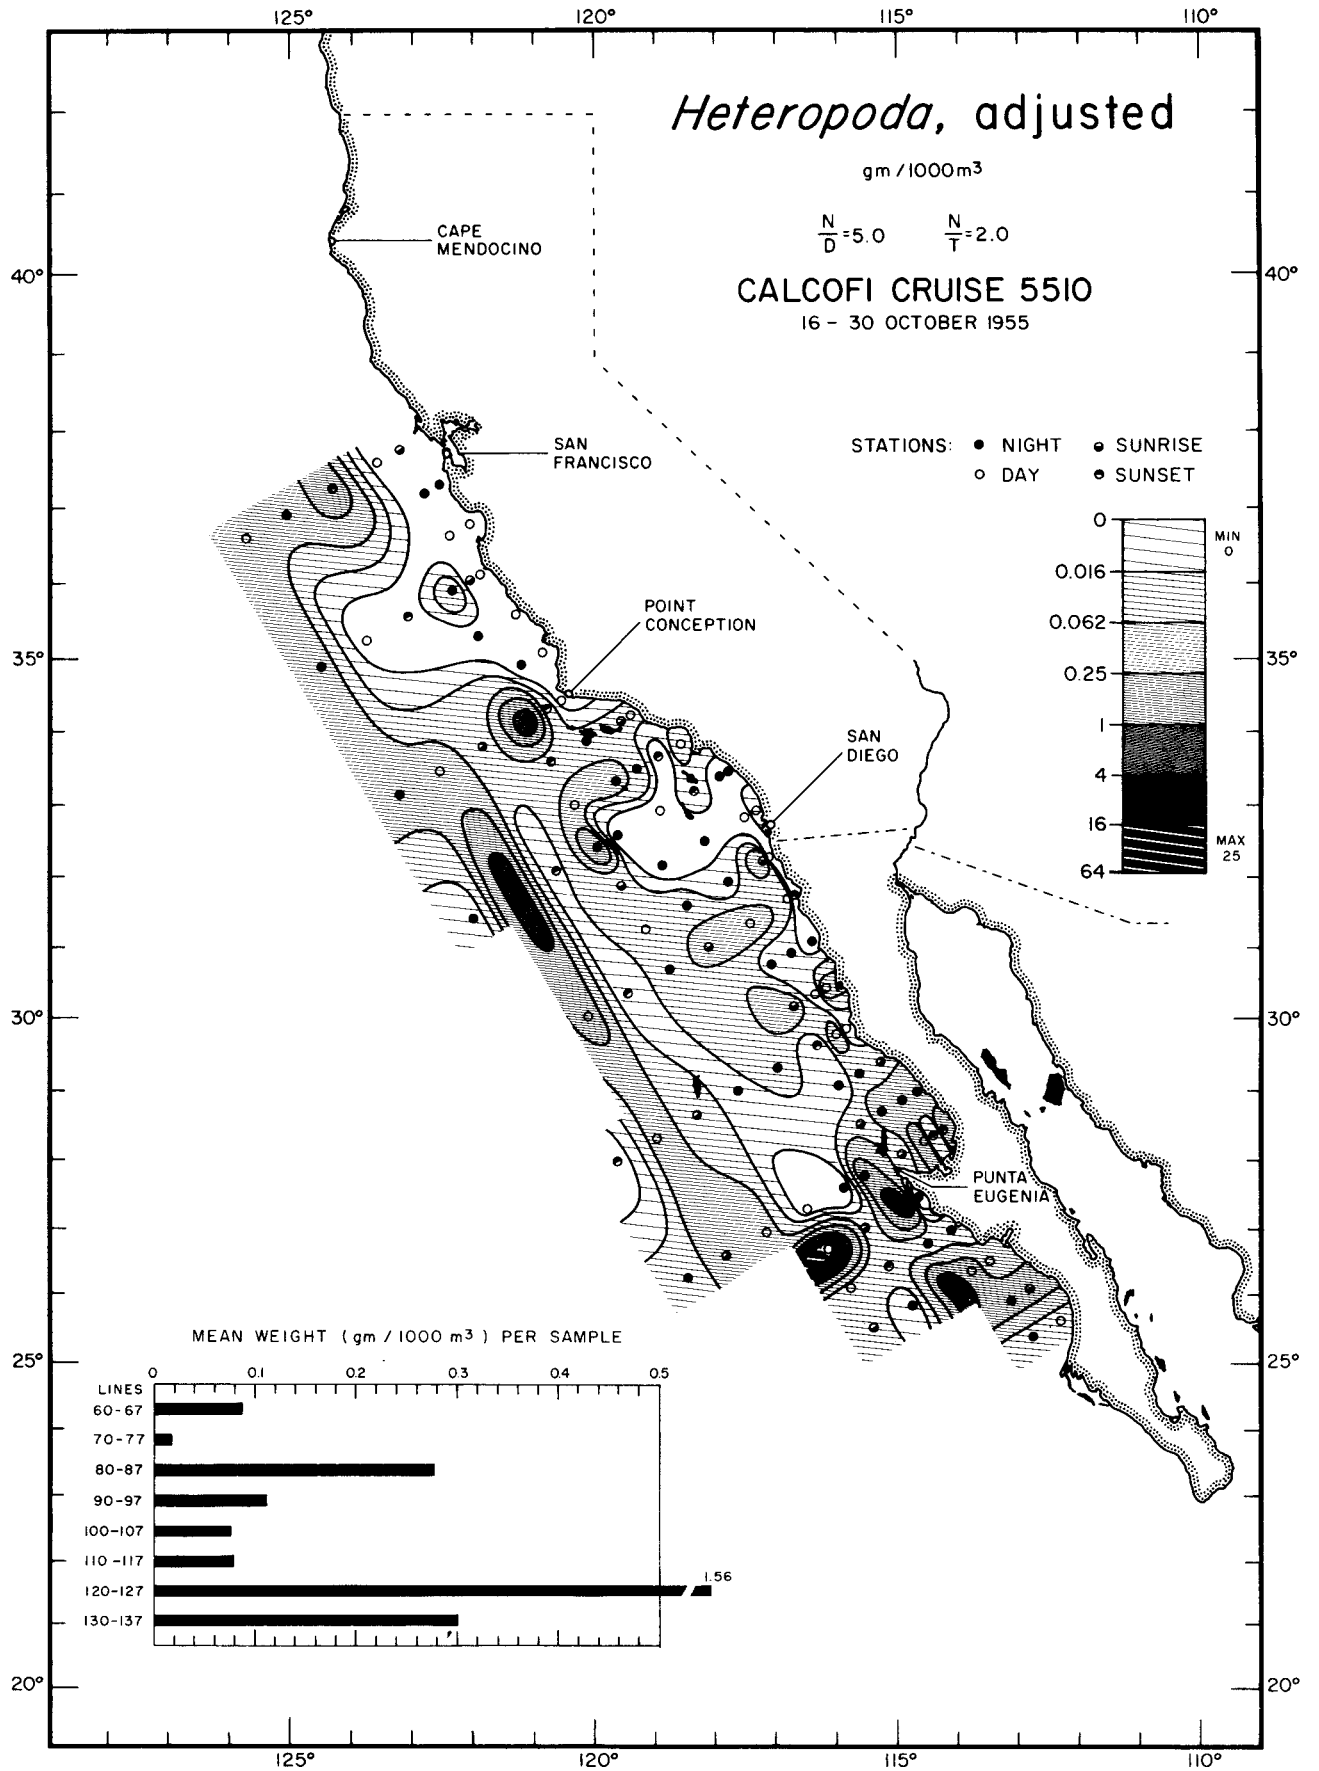 125° 120° 115° 110°
Heteropoda, adjusted
gm/1000m³
N/D=5.0 N/T=2.0
CALCOFI CRUISE 5510
16 – 30 OCTOBER 1955
CAPE
MENDOCINO
40° 40°
SAN
FRANCISCO
STATIONS: NIGHT SUNRISE
DAY SUNSET
0
MIN
0
0.016
0.062
0.25
1
4
16
MAX
25
64
POINT
CONCEPTION
35° 35°
SAN
DIEGO
30° 30°
PUNTA
EUGENIA
25° 25°
MEAN WEIGHT (gm / 1000 m³) PER SAMPLE
0 0.1 0.2 0.3 0.4 0.5
LINES
60-67
70-77
80-87
90-97
100-107
110-117
120-127 1.56
130-137
20° 20°
125° 120° 115° 110°